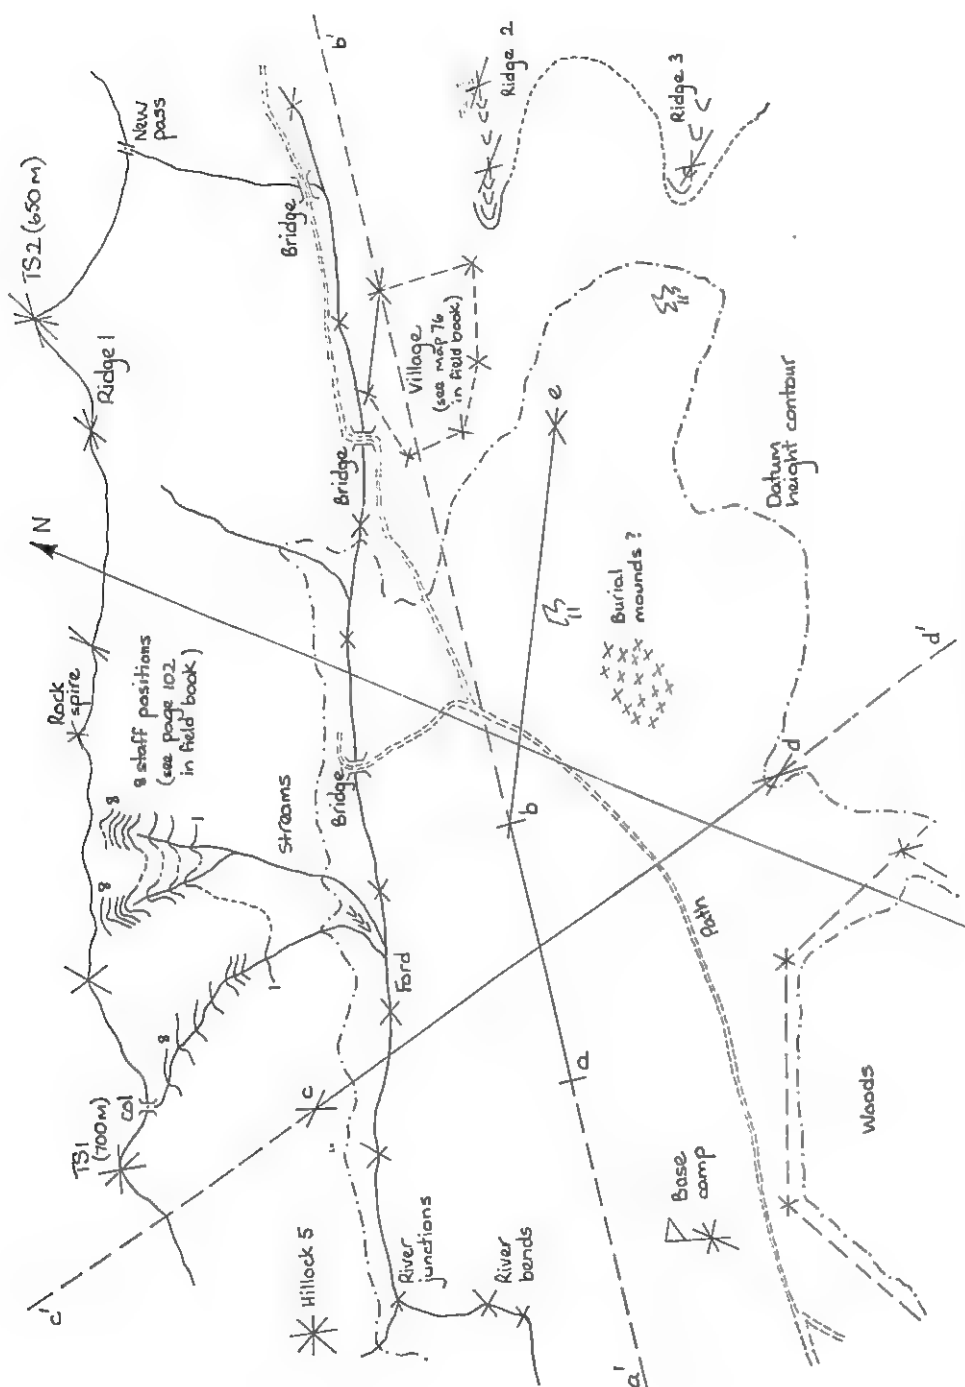 TS1
(700m)
Col
c'
8
8
8
8 staff positions
(see page 102
in field book)
1
1
Rock
spire
N
Ridge 1
TS2 (650m)
New
pass
Hillock 5
c
Streams
Bridge
Bridge
Bridge
b'
River
junctions
Ford
River
bends
Village
(see map 76
in field book)
Ridge 2
Ridge 3
a'
a
b
e
Burial
mounds?
Base
camp
Path
Datum
height contour
d
d'
Woods